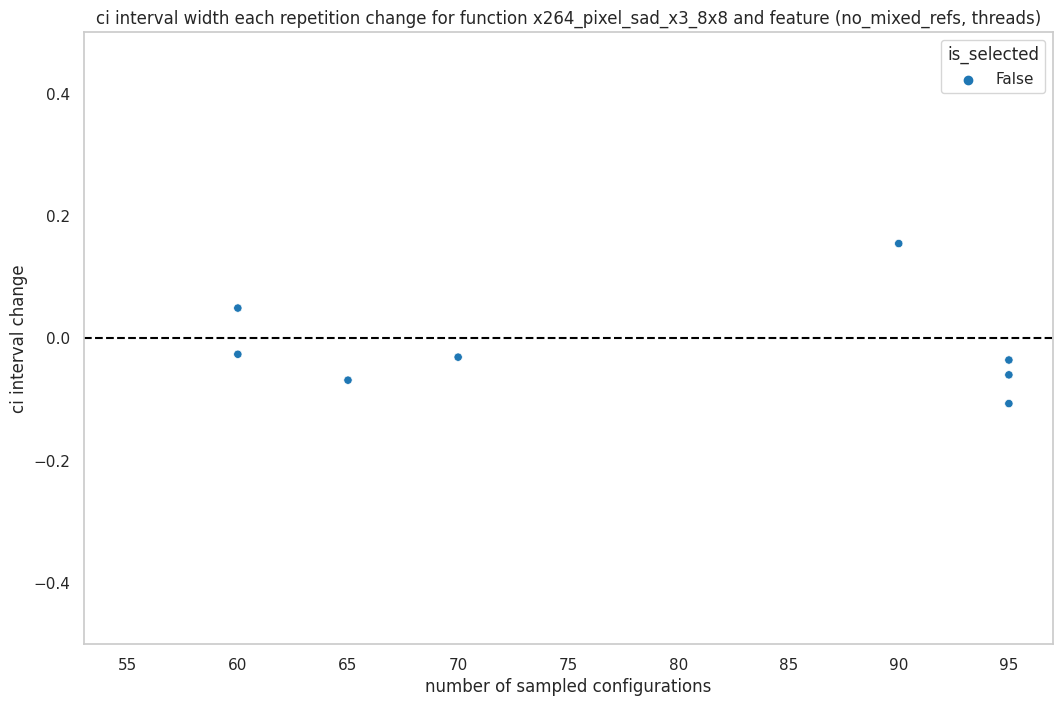 ci interval width each repetition change for function x264_pixel_sad_x3_8x8 and feature (no_mixed_refs, threads)
is_selected
False
0.4
0.2
0.0
−0.2
−0.4
ci interval change
55 60 65 70 75 80 85 90 95
number of sampled configurations